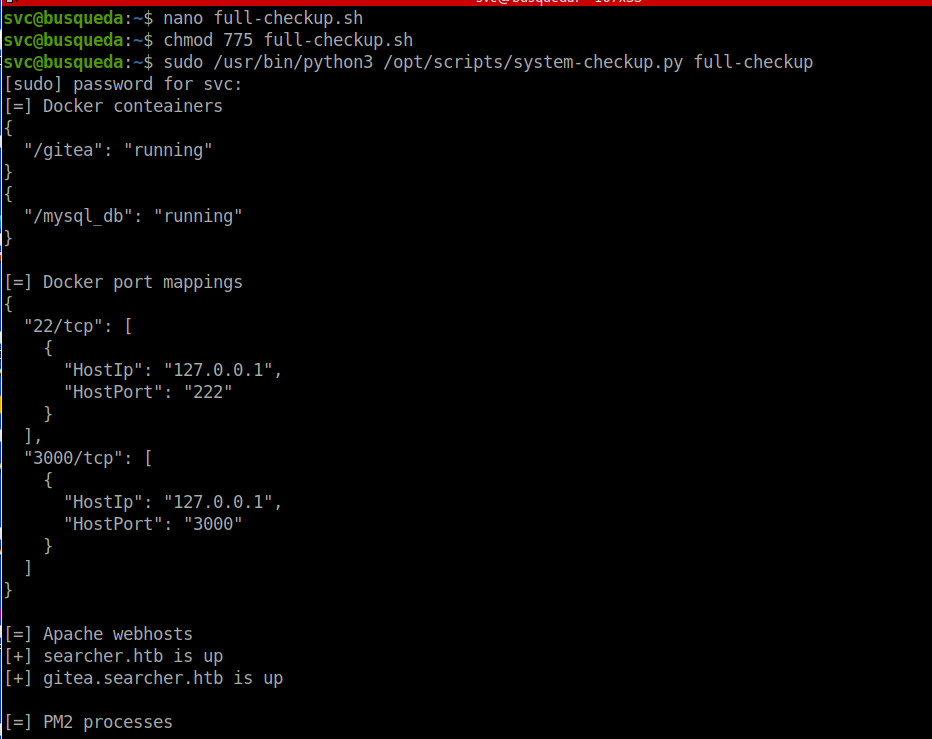 svc@busqueda:~$ nano full-checkup.sh
svc@busqueda:~$ chmod 775 full-checkup.sh
svc@busqueda:~$ sudo /usr/bin/python3 /opt/scripts/system-checkup.py full-checkup
[sudo] password for svc:
[=] Docker conteainers
{
  "/gitea": "running"
}
{
  "/mysql_db": "running"
}

[=] Docker port mappings
{
  "22/tcp": [
    {
      "HostIp": "127.0.0.1",
      "HostPort": "222"
    }
  ],
  "3000/tcp": [
    {
      "HostIp": "127.0.0.1",
      "HostPort": "3000"
    }
  ]
}

[=] Apache webhosts
[+] searcher.htb is up
[+] gitea.searcher.htb is up

[=] PM2 processes